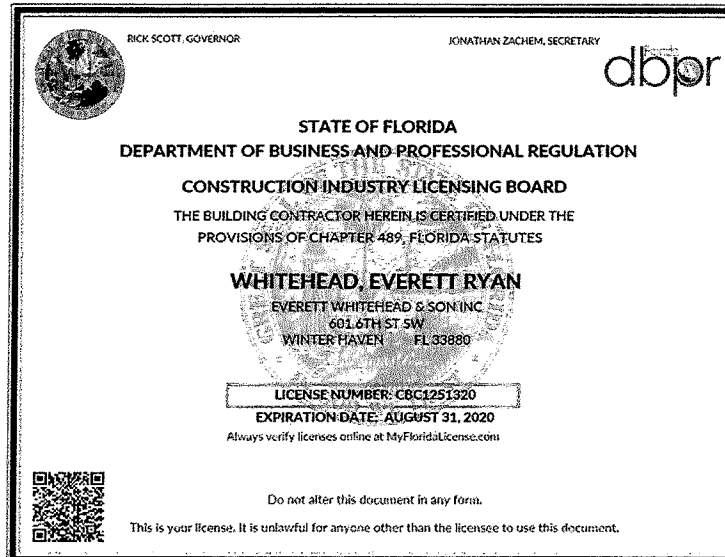 RICK SCOTT, GOVERNOR
JONATHAN ZACHEM, SECRETARY
dbpr
STATE OF FLORIDA
DEPARTMENT OF BUSINESS AND PROFESSIONAL REGULATION
CONSTRUCTION INDUSTRY LICENSING BOARD
THE BUILDING CONTRACTOR HEREIN IS CERTIFIED UNDER THE
PROVISIONS OF CHAPTER 489, FLORIDA STATUTES
WHITEHEAD, EVERETT RYAN
EVERETT WHITEHEAD & SON INC
601 6TH ST SW
WINTER HAVEN FL 33880
LICENSE NUMBER: CBC1251320
EXPIRATION DATE: AUGUST 31, 2020
Always verify licenses online at MyFloridaLicense.com
Do not alter this document in any form.
This is your license. It is unlawful for anyone other than the licensee to use this document.